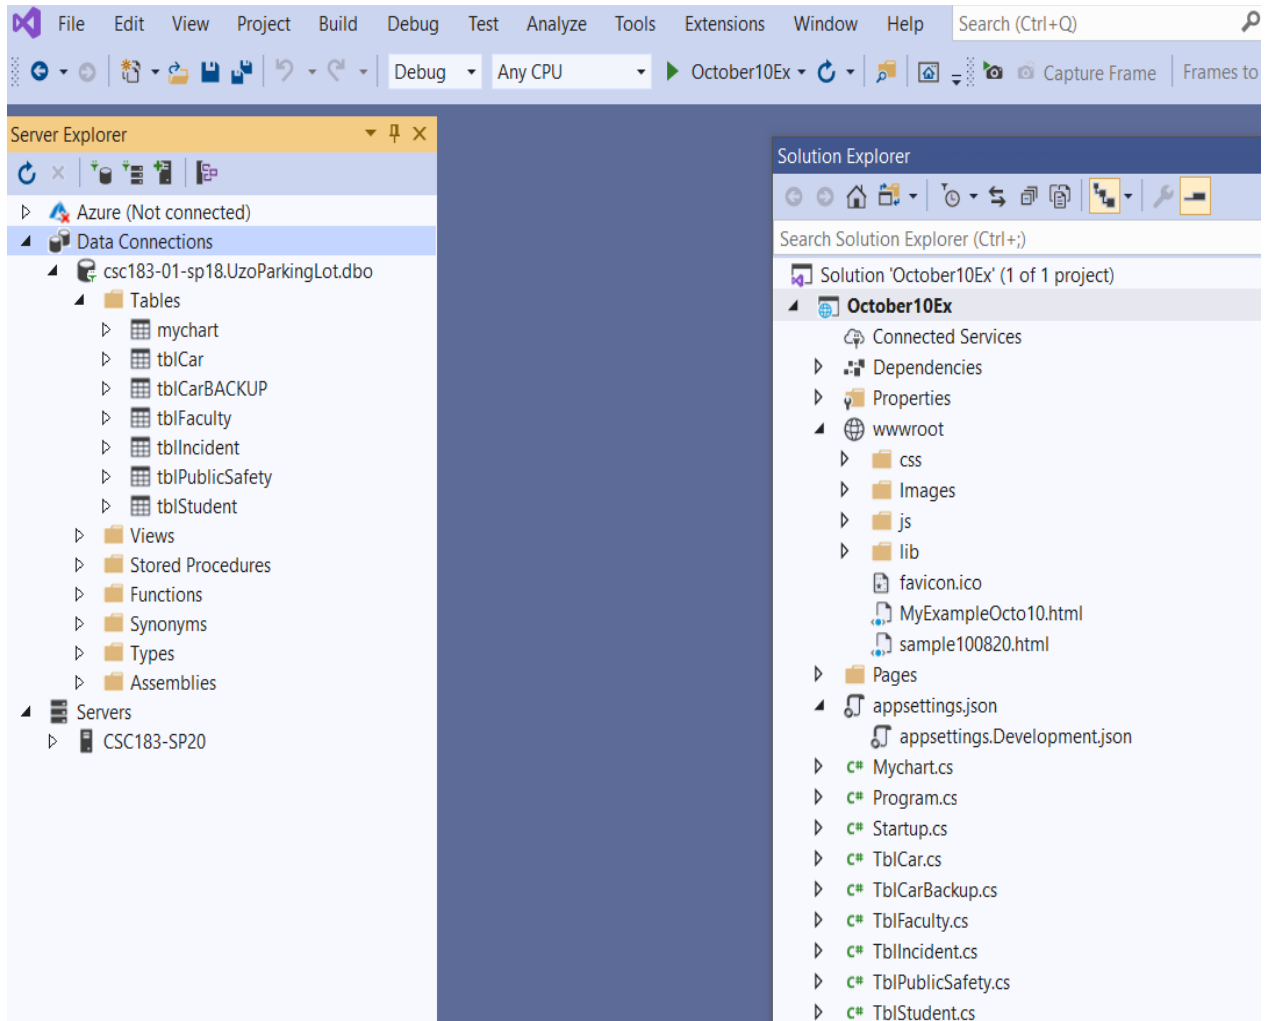 File Edit View Project Build Debug Test Analyze Tools Extensions Window Help Search (Ctrl+Q)
Debug Any CPU October10Ex Capture Frame Frames to
Server Explorer
Azure (Not connected)
Data Connections
csc183-01-sp18.UzoParkingLot.dbo
Tables
mychart
tblCar
tblCarBACKUP
tblFaculty
tblIncident
tblPublicSafety
tblStudent
Views
Stored Procedures
Functions
Synonyms
Types
Assemblies
Servers
CSC183-SP20
Solution Explorer
Search Solution Explorer (Ctrl+;)
Solution 'October10Ex' (1 of 1 project)
October10Ex
Connected Services
Dependencies
Properties
wwwroot
css
Images
js
lib
favicon.ico
MyExampleOcto10.html
sample100820.html
Pages
appsettings.json
appsettings.Development.json
C# Mychart.cs
C# Program.cs
C# Startup.cs
C# TblCar.cs
C# TblCarBackup.cs
C# TblFaculty.cs
C# TblIncident.cs
C# TblPublicSafety.cs
C# TblStudent.cs